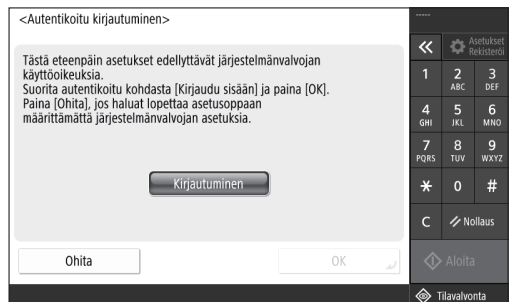 <Autentikoitu kirjautuminen>
Tästä eteenpäin asetukset edellyttävät järjestelmänvalvojan
käyttöoikeuksia.
Suorita autentikoitu kohdasta [Kirjaudu sisään] ja paina [OK].
Paina [Ohita], jos haluat lopettaa asetusoppaan
määrittämättä järjestelmänvalvojan asetuksia.
Kirjautuminen
Ohita
OK
-----
Asetukset
Rekisteröi
1 2 3
ABC DEF
4 5 6
GHI JKL MNO
7 8 9
PQRS TUV WXYZ
* 0 #
C Nollaus
Aloita
Tilavalvonta